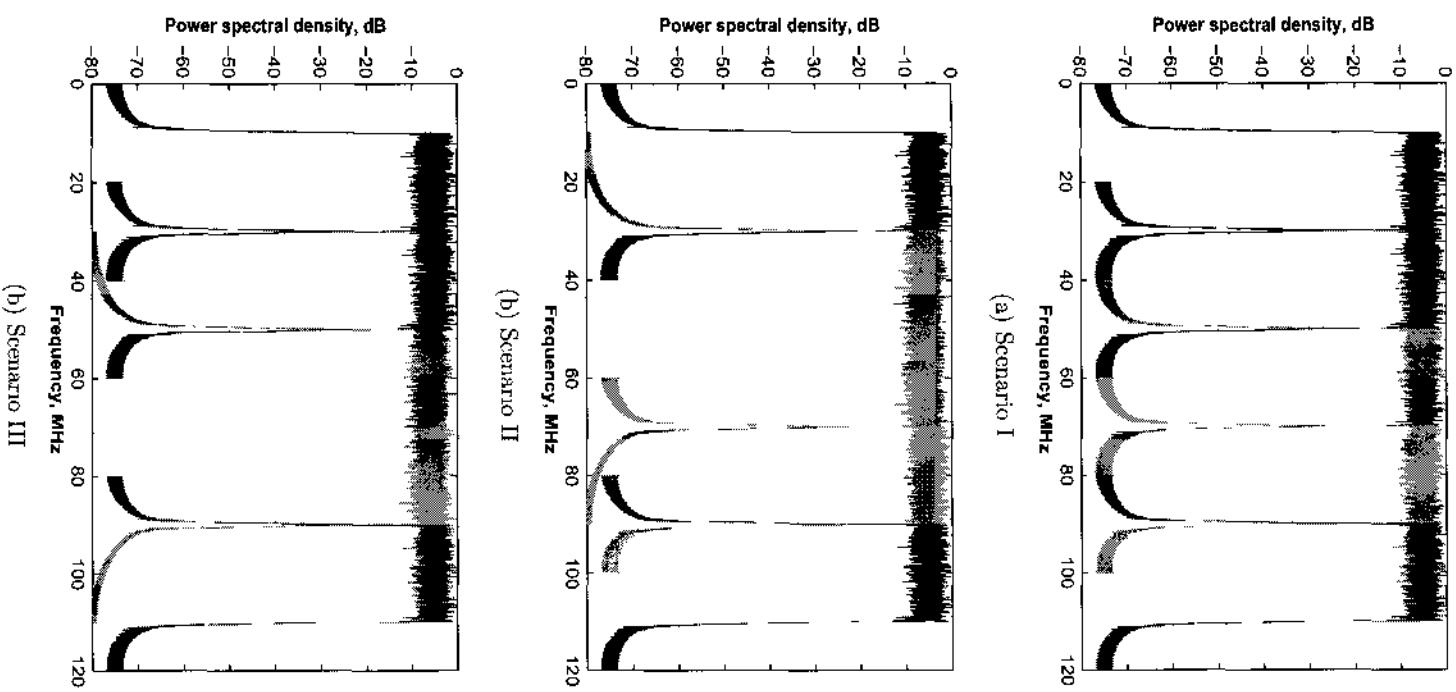 Power spectral density, dB
0
-10
-20
-30
-40
-50
-60
-70
-80
0 20 40 60 80 100 120
Frequency, MHz
(a) Scenario I
Power spectral density, dB
0
-10
-20
-30
-40
-50
-60
-70
-80
0 20 40 60 80 100 120
Frequency, MHz
(b) Scenario II
Power spectral density, dB
0
-10
-20
-30
-40
-50
-60
-70
-80
0 20 40 60 80 100 120
Frequency, MHz
(b) Scenario III